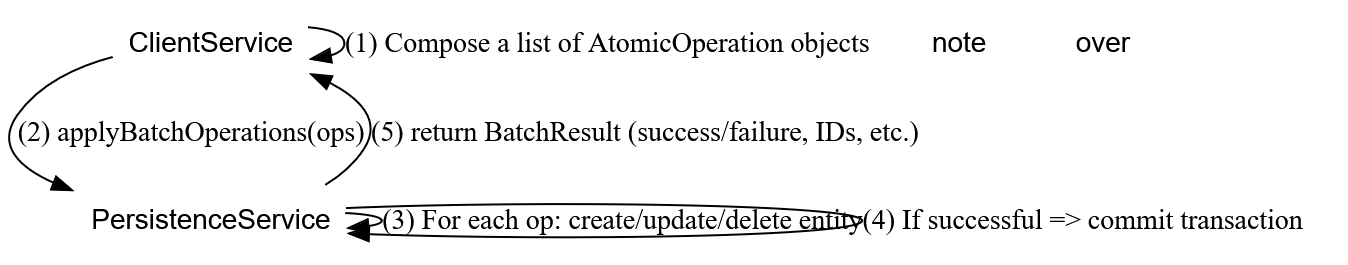 ClientService (1) Compose a list of AtomicOperation objects note over
(2) applyBatchOperations(ops) (5) return BatchResult (success/failure, IDs, etc.)
PersistenceService (3) For each op: create/update/delete entity (4) If successful => commit transaction